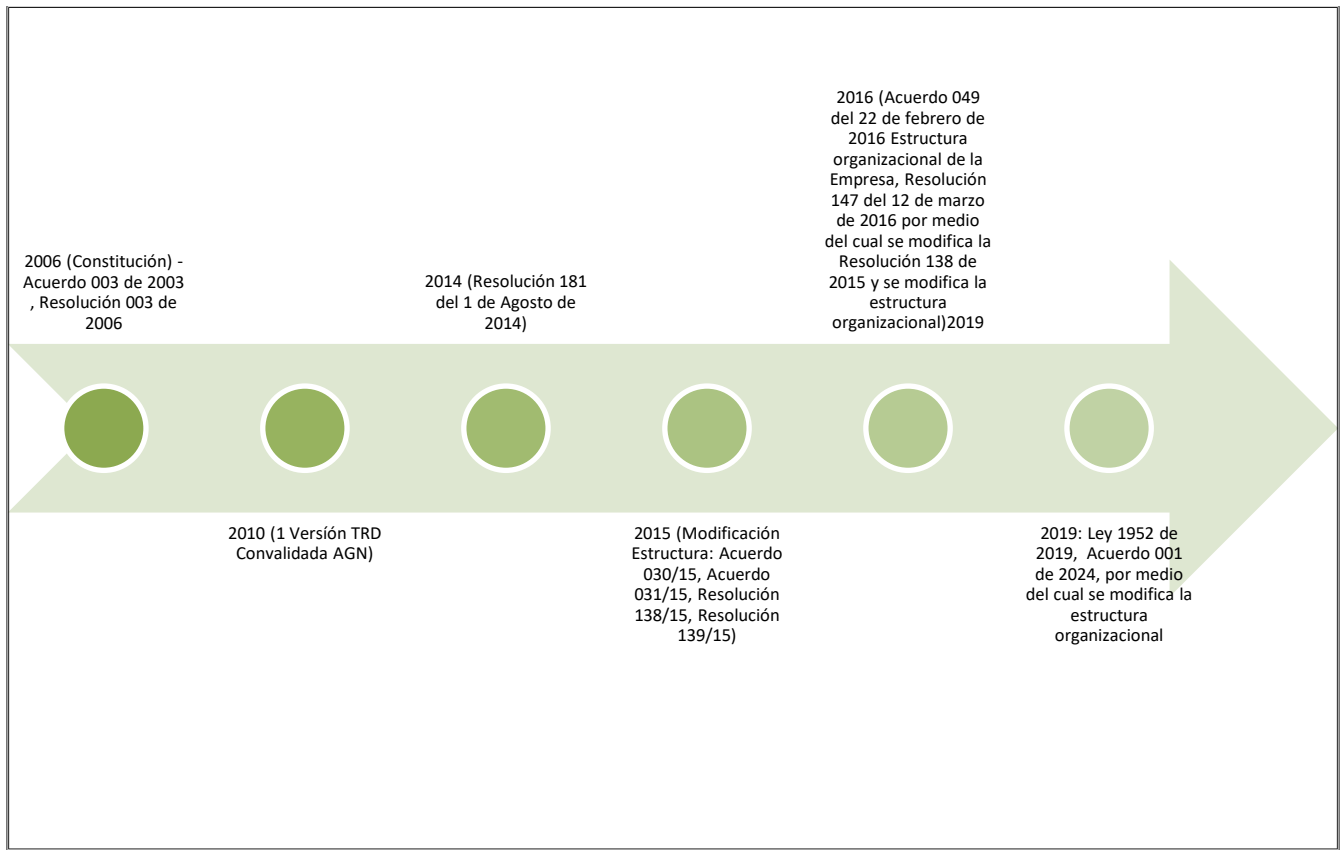 2006 (Constitución) -
Acuerdo 003 de 2003
, Resolución 003 de
2006
2010 (1 Versíón TRD
Convalidada AGN)
2014 (Resolución 181
del 1 de Agosto de
2014)
2015 (Modificación
Estructura: Acuerdo
030/15, Acuerdo
031/15, Resolución
138/15, Resolución
139/15)
2016 (Acuerdo 049
del 22 de febrero de
2016 Estructura
organizacional de la
Empresa, Resolución
147 del 12 de marzo
de 2016 por medio
del cual se modifica la
Resolución 138 de
2015 y se modifica la
estructura
organizacional)2019
2019: Ley 1952 de
2019,  Acuerdo 001
de 2024, por medio
del cual se modifica la
estructura
organizacional